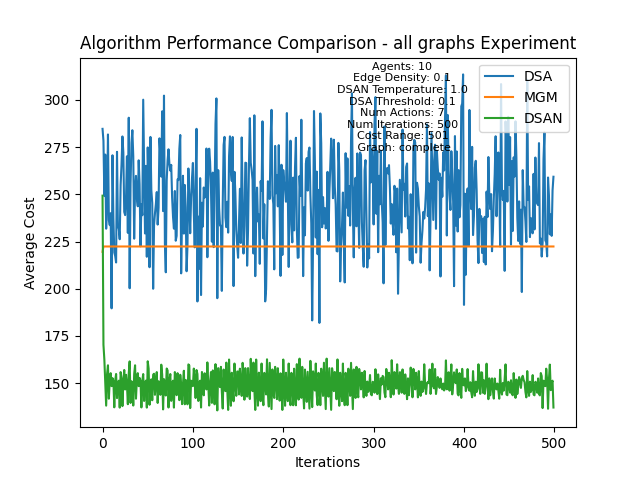 Algorithm Performance Comparison - all graphs Experiment
Agents: 10
Edge Density: 0.1
DSAN Temperature: 1.0
DSA Threshold: 0.1
Num Actions: 7
Num Iterations: 500
Cost Range: 501
Graph: complete
DSA
MGM
DSAN
Average Cost
300
275
250
225
200
175
150
0
100
200
300
400
500
Iterations